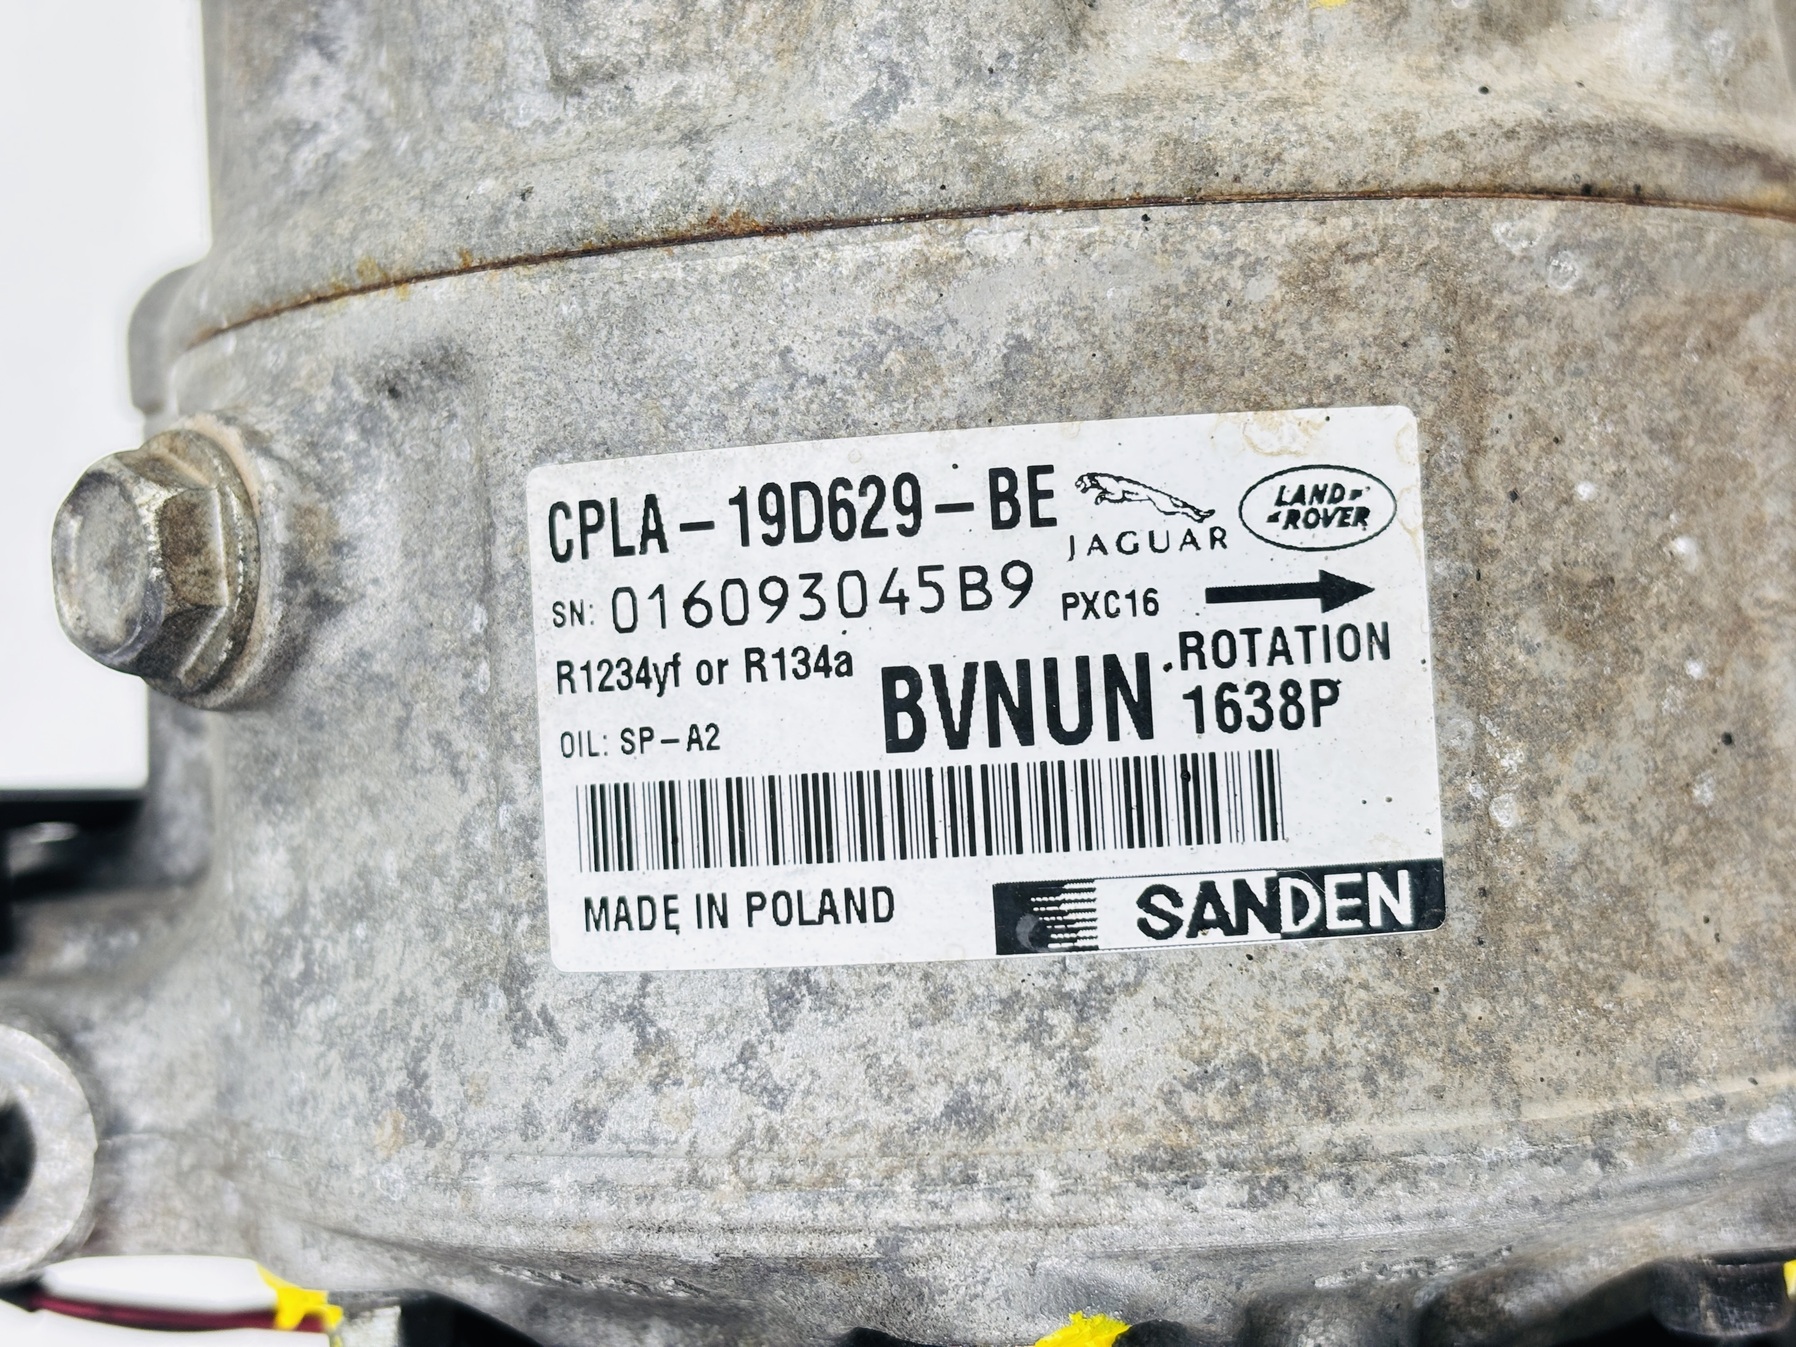 CPLA-19D629-BE
JAGUAR
LAND ROVER
SN: 016093045B9
PXC16
R1234yf or R134a
BVNUN
ROTATION
1638P
OIL: SP-A2
MADE IN POLAND
SANDEN